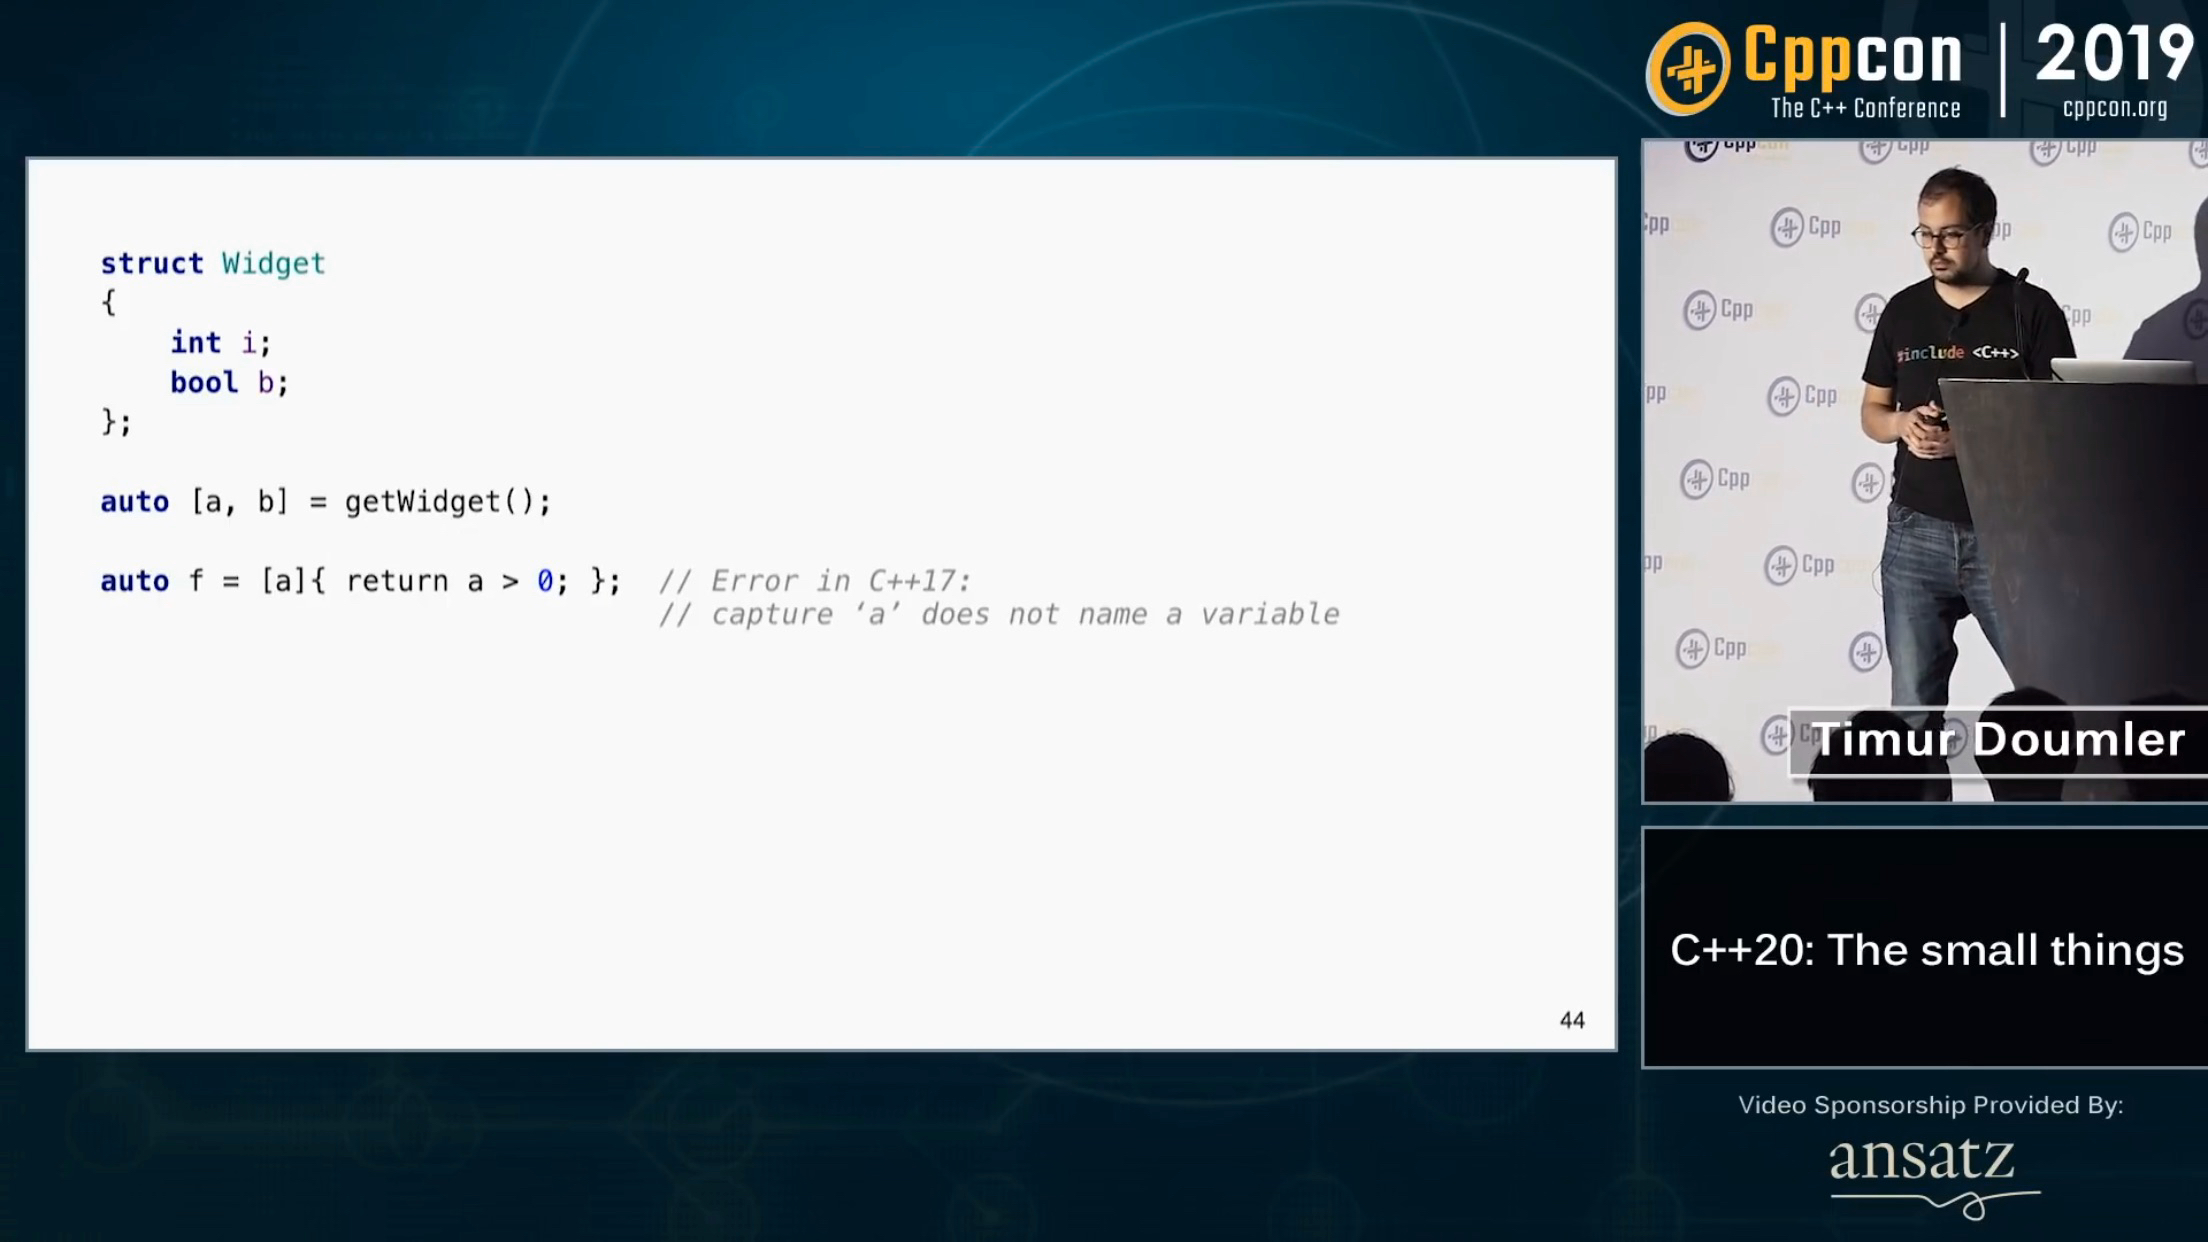 Cppcon | 2019
The C++ Conference
cppcon.org
struct Widget
{
    int i;
    bool b;
};
auto [a, b] = getWidget();
auto f = [a]{ return a > 0; };  // Error in C++17:
// capture ‘a’ does not name a variable
44
#include <C++>
Timur Doumler
C++20: The small things
Video Sponsorship Provided By:
ansatz